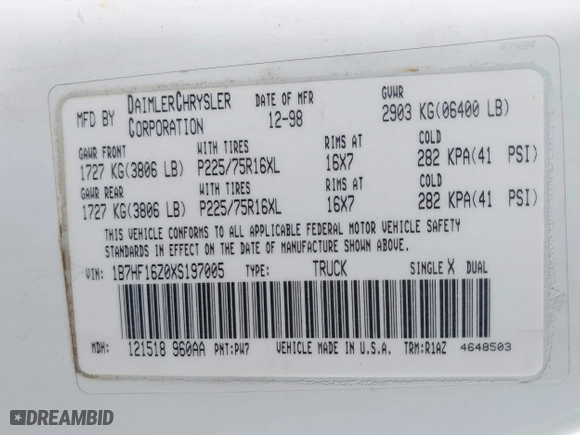 MFD BY DAIMLERCHRYSLER CORPORATION DATE OF MFR 12-98 GVWR 2903 KG(06400 LB)
GAWR FRONT WITH TIRES RIMS AT COLD
1727 KG(3806 LB) P225/75R16XL 16X7 282 KPA(41 PSI)
GAWR REAR WITH TIRES RIMS AT COLD
1727 KG(3806 LB) P225/75R16XL 16X7 282 KPA(41 PSI)
THIS VEHICLE CONFORMS TO ALL APPLICABLE FEDERAL MOTOR VEHICLE SAFETY
STANDARDS IN EFFECT ON THE DATE OF MANUFACTURE SHOWN ABOVE.
VIN: 1B7HF16Z0XS197005 TYPE: TRUCK SINGLE X DUAL
MDH: 121518 960AA PNT:PW7 VEHICLE MADE IN U.S.A. TRM:R1AZ 4648503
DREAMBID